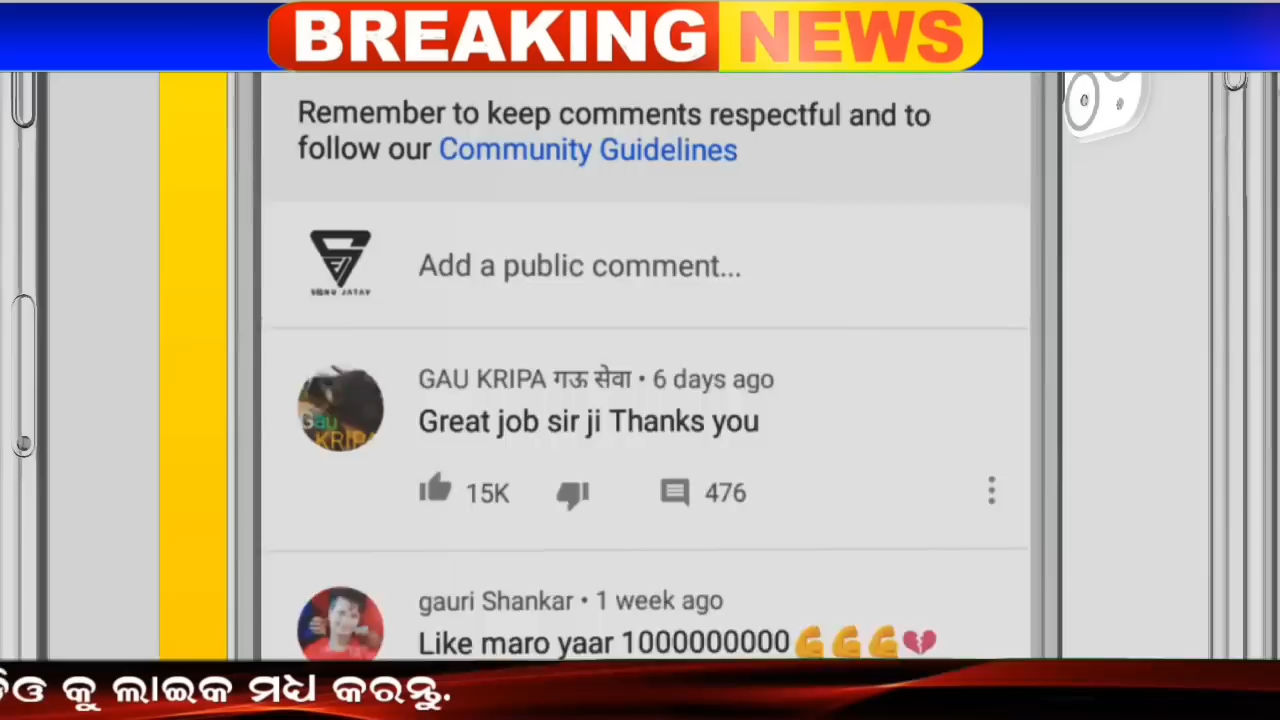 BREAKING NEWS
Remember to keep comments respectful and to
follow our Community Guidelines
Add a public comment...
GAU KRIPA गऊ सेवा • 6 days ago
Great job sir ji Thanks you
15K 476
gauri Shankar • 1 week ago
Like maro yaar 1000000000💪💪💪💔
କୁ ଲାଇକ ମଧ୍ୟ କରନ୍ତୁ.